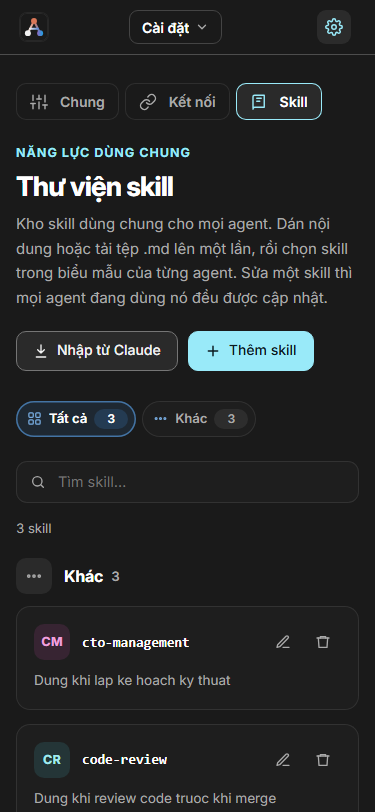 Cài đặt
Chung
Kết nối
Skill
NĂNG LỰC DÙNG CHUNG
Thư viện skill
Kho skill dùng chung cho mọi agent. Dán nội
dung hoặc tải tệp .md lên một lần, rồi chọn skill
trong biểu mẫu của từng agent. Sửa một skill thì
mọi agent đang dùng nó đều được cập nhật.
Nhập từ Claude
Thêm skill
Tất cả 3
Khác 3
Tìm skill...
3 skill
Khác 3
CM cto-management
Dung khi lap ke hoach ky thuat
CR code-review
Dung khi review code truoc khi merge